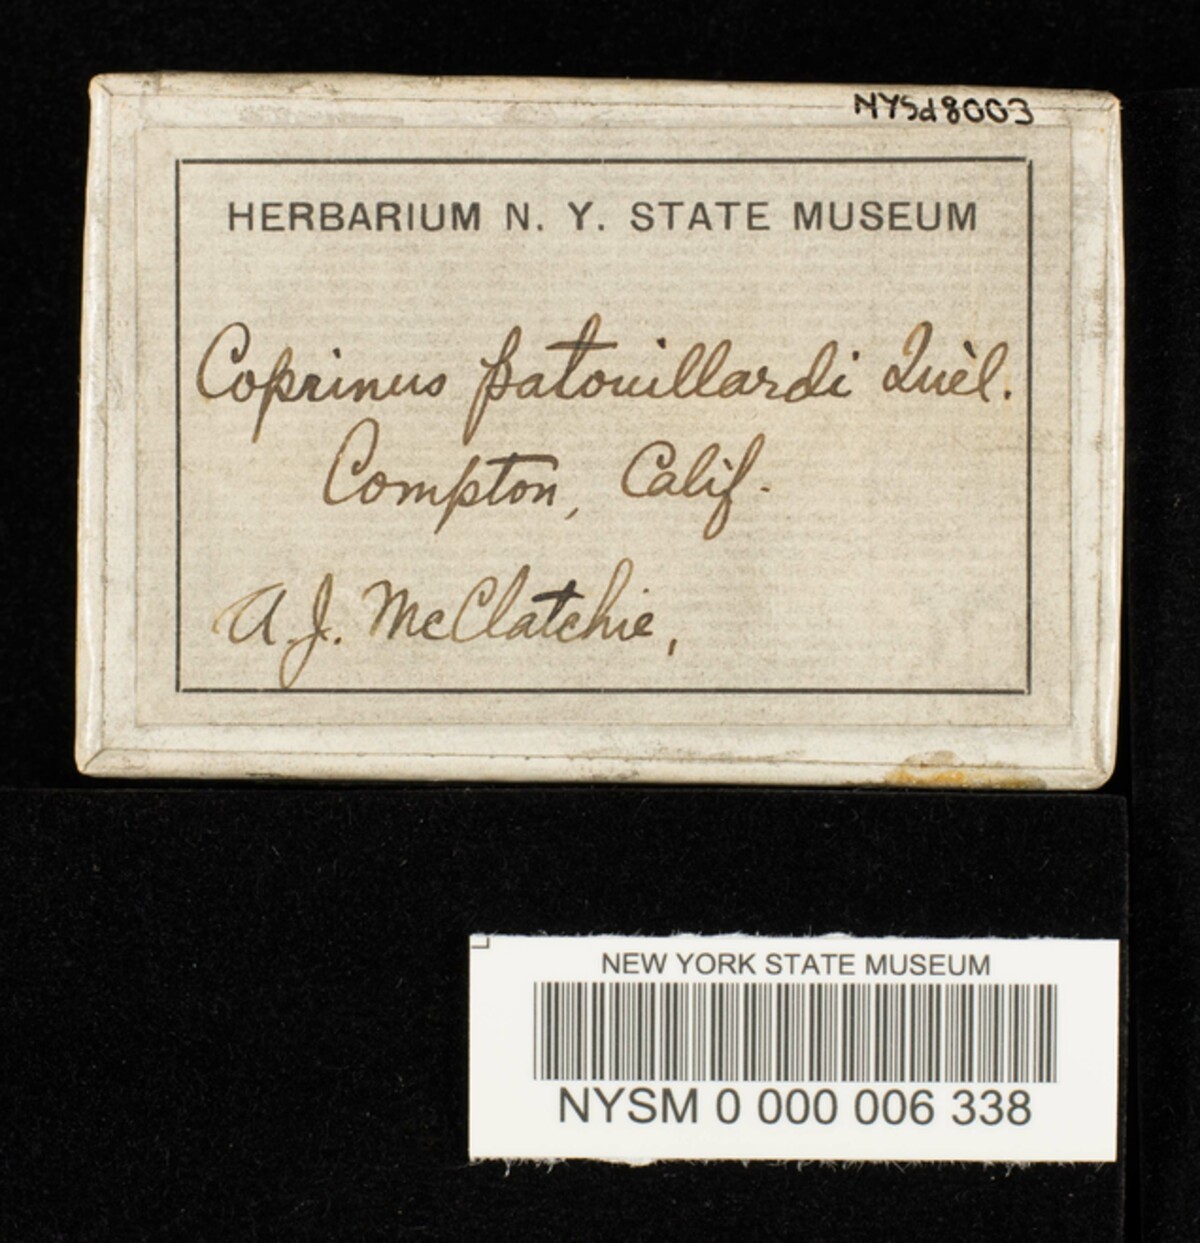 NYSd8003
HERBARIUM N. Y. STATE MUSEUM
Coprinus patouillardi Quèl.
Compton, Calif.
A. J. McClatchie,
NEW YORK STATE MUSEUM
NYSM 0 000 006 338